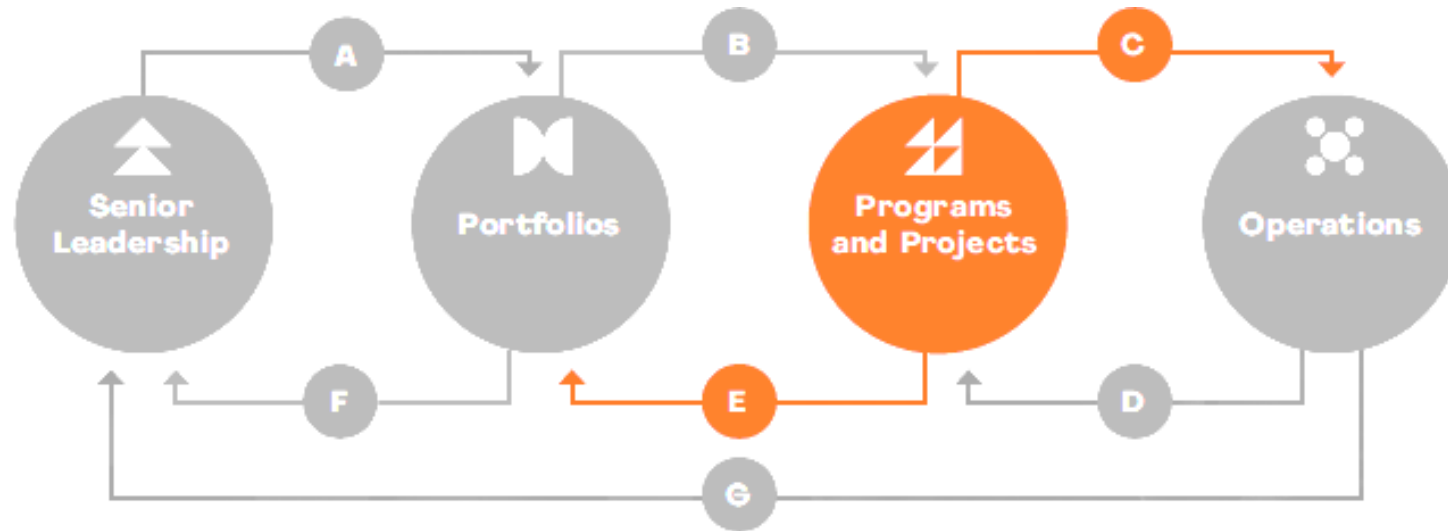 A
B
C
Senior
Leadership
Portfolios
Programs
and Projects
Operations
F
E
D
G